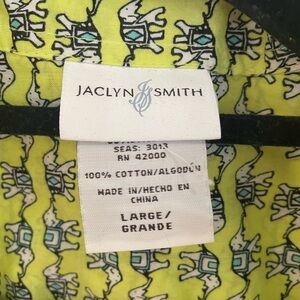 JACLYN SMITH
SEAS: 3013
RN 42000
100% COTTON/ALGODÓN
MADE IN/HECHO EN
CHINA
LARGE/
GRANDE